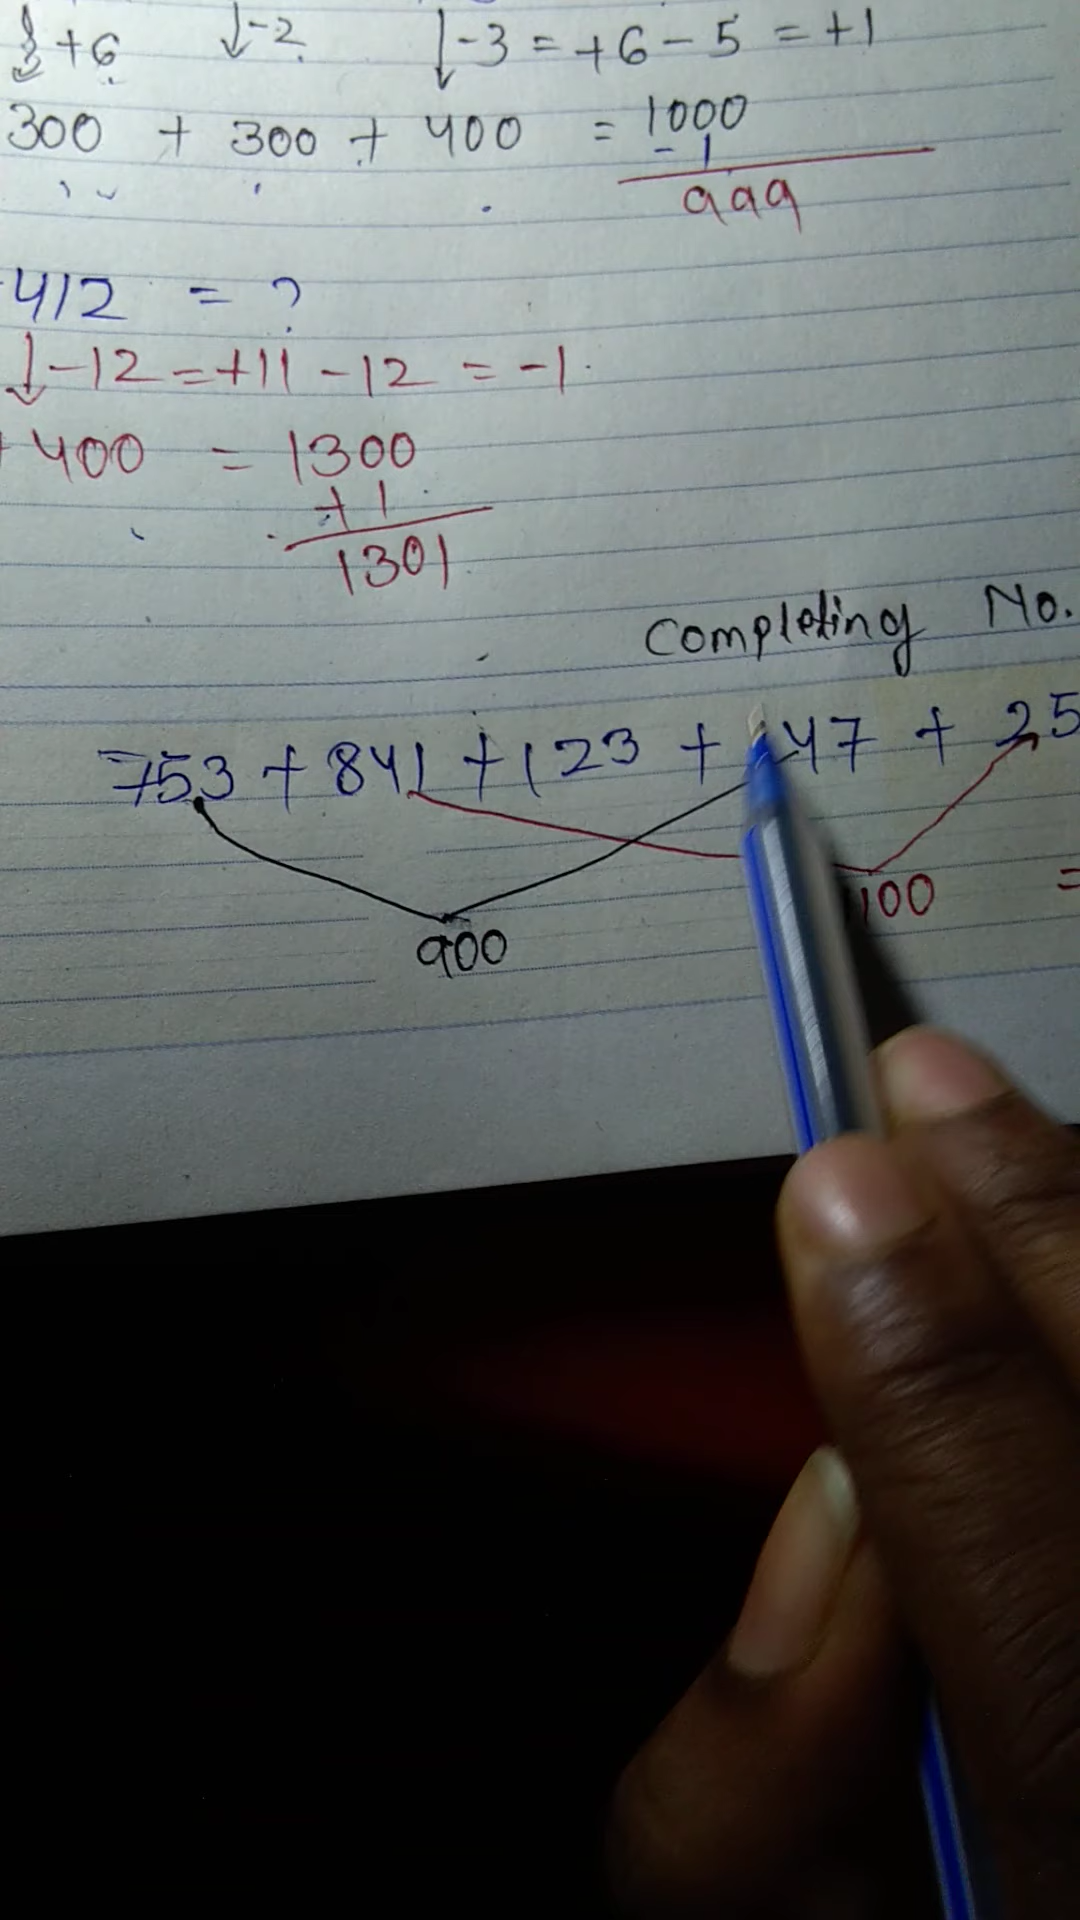 +6 ↓-2 ↓-3 = +6 - 5 = +1
300 + 300 + 400 = 1000
- 1
999
412 = ?
↓-12 = +11 - 12 = -1
400 = 1300
+1
1301
Completing No.
753 + 841 + 123 + 47 + 25
900
100 =